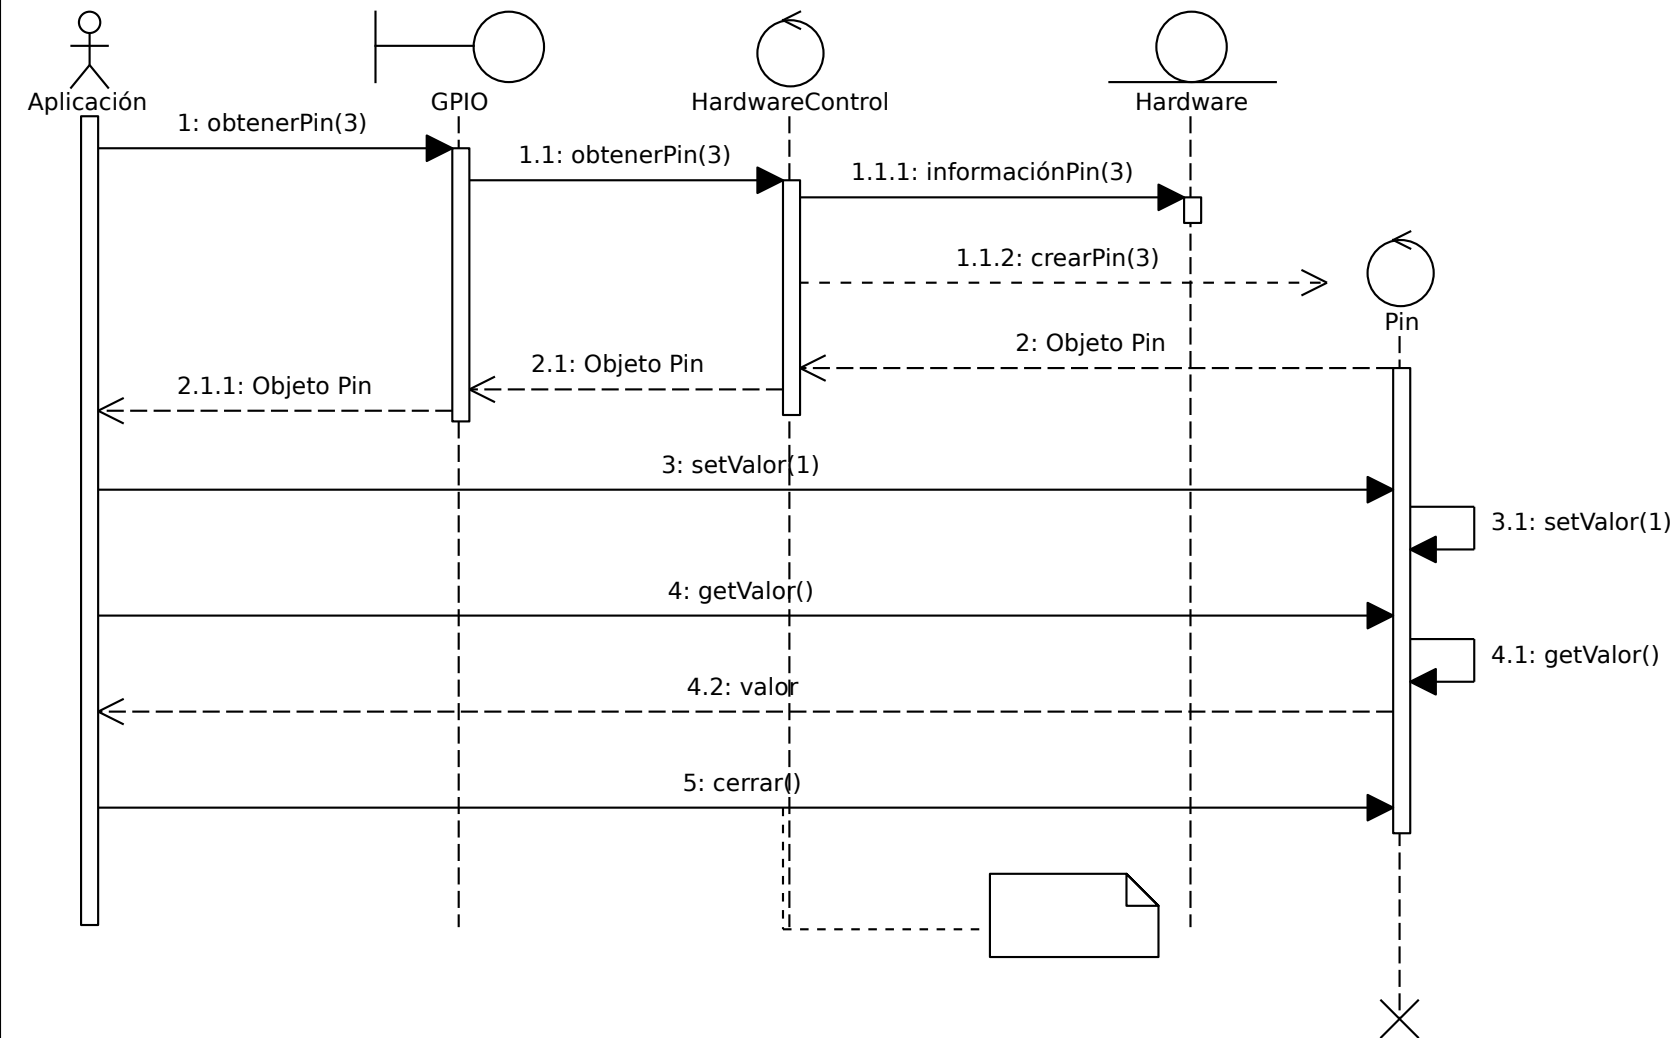 Aplicación
GPIO
HardwareControl
Hardware
1: obtenerPin(3)
1.1: obtenerPin(3)
1.1.1: informaciónPin(3)
1.1.2: crearPin(3)
Pin
2: Objeto Pin
2.1: Objeto Pin
2.1.1: Objeto Pin
3: setValor(1)
3.1: setValor(1)
4: getValor()
4.1: getValor()
4.2: valor
5: cerrar()